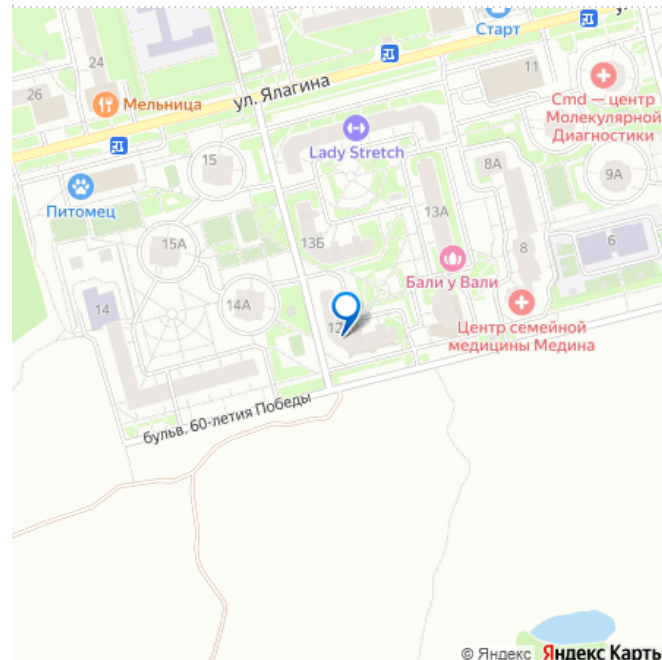 Старт
24
11
26
Мельница
ул. Ялагина
Cmd — центр
Молекулярной
Диагностики
Lady Stretch
15
8А
9А
Питомец
13А
13Б
15А
8
6
Бали у Вали
14А
14
12
Центр семейной
медицины Медина
бульв. 60-летия Победы
© Яндекс Яндекс Карты